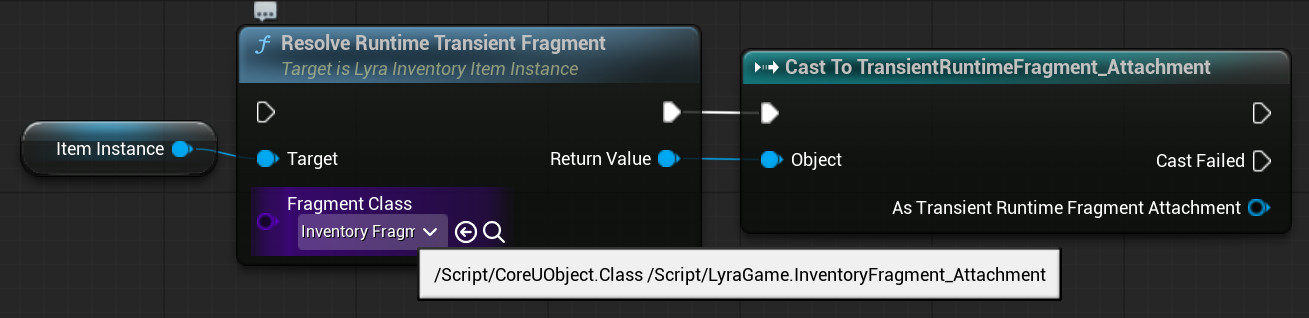 Resolve Runtime Transient Fragment
Target is Lyra Inventory Item Instance
Cast To TransientRuntimeFragment_Attachment
Item Instance
Target
Return Value
Object
Cast Failed
Fragment Class
As Transient Runtime Fragment Attachment
Inventory Fragm
/Script/CoreUObject.Class /Script/LyraGame.InventoryFragment_Attachment